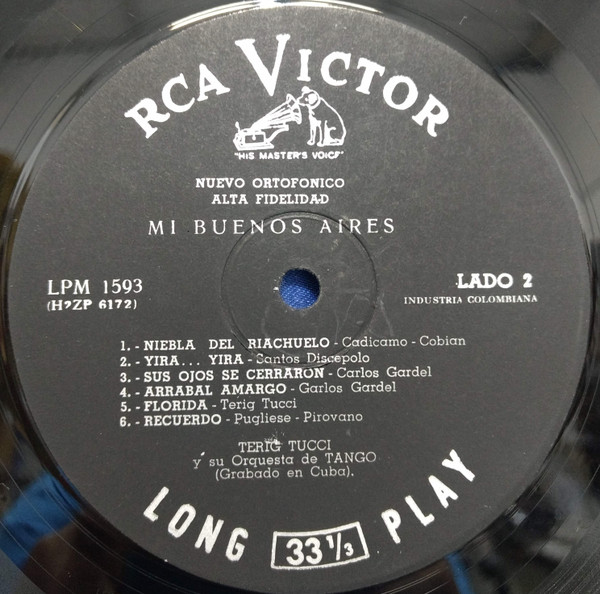 RCA VICTOR
"HIS MASTER'S VOICE"
NUEVO ORTOFONICO
ALTA FIDELIDAD
MI BUENOS AIRES
LPM 1593
(H2ZP 6172)
LADO 2
INDUSTRIA COLOMBIANA
1. - NIEBLA DEL RIACHUELO - Cadicamo - Cobian
2. - YIRA... YIRA - Santos Discepolo
3. - SUS OJOS SE CERRARON - Carlos Gardel
4. - ARRABAL AMARGO - Garlos Gardel
5. - FLORIDA - Terig Tucci
6. - RECUERDO - Pugliese - Pirovano
TERIG TUCCI
y su Orquesta de TANGO
(Grabado en Cuba).
LONG 33 1/3 PLAY